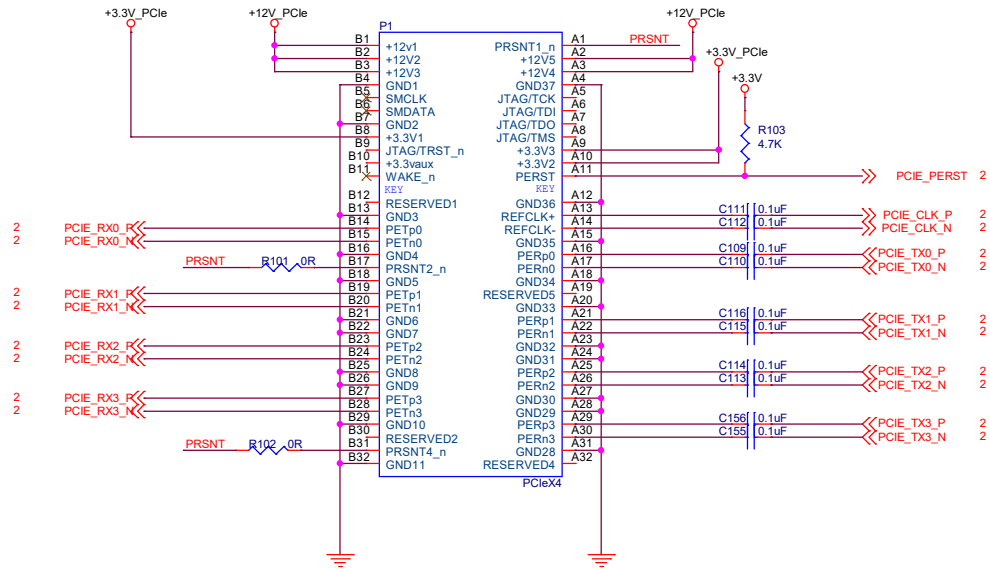 +3.3V_PCIe +12V_PCIe +12V_PCIe
P1
+3.3V_PCIe
+3.3V
B1 +12v1 PRSNT1_n A1 PRSNT
B2 +12V2 +12V5 A2
B3 +12V3 +12V4 A3
B4 GND1 GND37 A4
B5 SMCLK JTAG/TCK A5
B6 SMDATA JTAG/TDI A6
B7 GND2 JTAG/TDO A7
B8 +3.3V1 JTAG/TMS A8
R103
4.7K
B9 JTAG/TRST_n +3.3V3 A9
B10 +3.3vaux +3.3V2 A10
B11 WAKE_n PERST A11 PCIE_PERST 2
KEY KEY
B12 RESERVED1 GND36 A12
B13 GND3 REFCLK+ A13 C111 0.1uF PCIE_CLK_P 2
2 PCIE_RX0_P B14 PETp0 REFCLK- A14 C112 0.1uF PCIE_CLK_N 2
2 PCIE_RX0_N B15 PETn0 GND35 A15
B16 GND4 PERp0 A16 C109 0.1uF PCIE_TX0_P 2
PRSNT R101 0R B17 PRSNT2_n PERn0 A17 C110 0.1uF PCIE_TX0_N 2
B18 GND5 GND34 A18
2 PCIE_RX1_P B19 PETp1 RESERVED5 A19
2 PCIE_RX1_N B20 PETn1 GND33 A20
B21 GND6 PERp1 A21 C116 0.1uF PCIE_TX1_P 2
B22 GND7 PERn1 A22 C115 0.1uF PCIE_TX1_N 2
2 PCIE_RX2_P B23 PETp2 GND32 A23
2 PCIE_RX2_N B24 PETn2 GND31 A24
B25 GND8 PERp2 A25 C114 0.1uF PCIE_TX2_P 2
B26 GND9 PERn2 A26 C113 0.1uF PCIE_TX2_N 2
2 PCIE_RX3_P B27 PETp3 GND30 A27
2 PCIE_RX3_N B28 PETn3 GND29 A28
B29 GND10 PERp3 A29 C156 0.1uF PCIE_TX3_P 2
B30 RESERVED2 PERn3 A30 C155 0.1uF PCIE_TX3_N 2
PRSNT R102 0R B31 PRSNT4_n GND28 A31
B32 GND11 RESERVED4 A32
PCIeX4